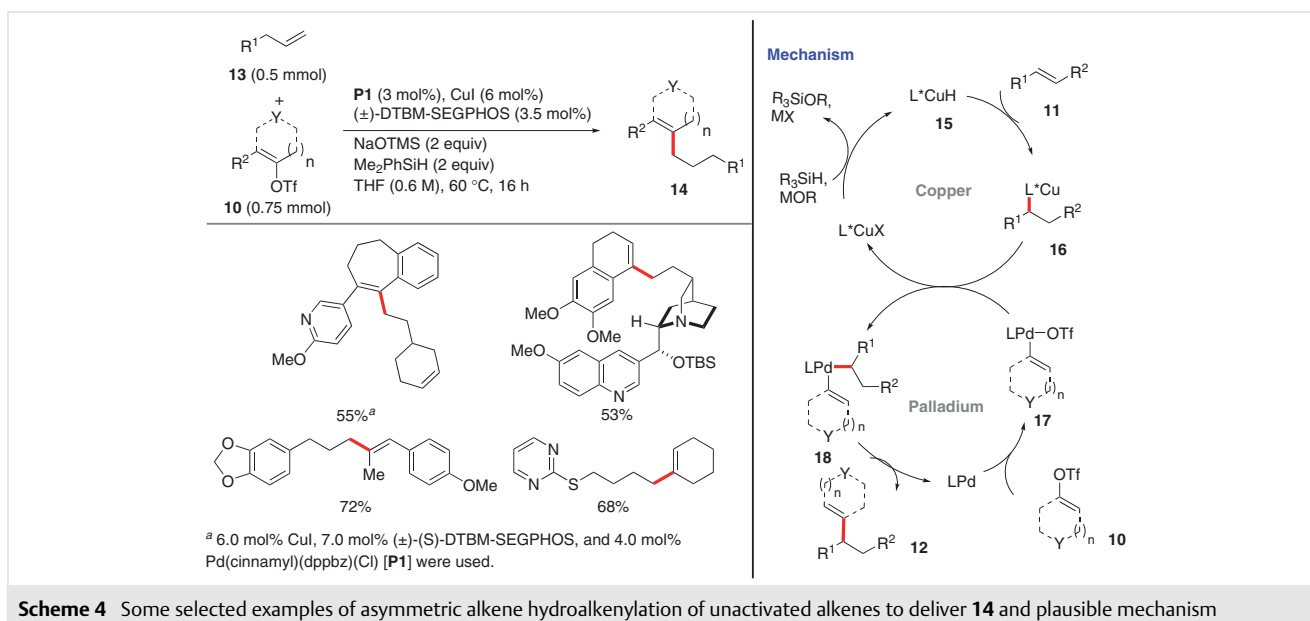 R1
13 (0.5 mmol)
+
Y
R2
( )n
OTf
10 (0.75 mmol)
P1 (3 mol%), CuI (6 mol%)
(±)-DTBM-SEGPHOS (3.5 mol%)
NaOTMS (2 equiv)
Me2PhSiH (2 equiv)
THF (0.6 M), 60 °C, 16 h
Y
R2
( )n
R1
14
N
MeO
55%a
MeO
OMe
H
N
MeO
OTBS
N
53%
O
O
Me
OMe
72%
N
N
S
68%
a 6.0 mol% CuI, 7.0 mol% (±)-(S)-DTBM-SEGPHOS, and 4.0 mol%
Pd(cinnamyl)(dppbz)(Cl) [P1] were used.
Mechanism
R3SiOR,
MX
L*CuH
15
R1
R2
11
R3SiH,
MOR
Copper
L*Cu
R1
R2
16
L*CuX
LPd
R1
R2
Y
( )n
18
Palladium
LPd OTf
Y
( )n
17
LPd
Y
( )n
R1
R2
12
OTf
Y
( )n
10
Scheme 4 Some selected examples of asymmetric alkene hydroalkenylation of unactivated alkenes to deliver 14 and plausible mechanism